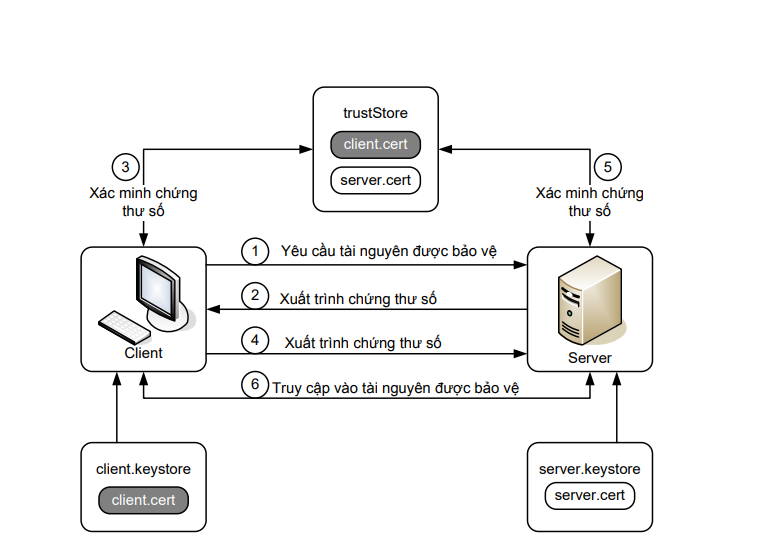 trustStore
client.cert
server.cert
3
Xác minh chứng
thư số
5
Xác minh chứng
thư số
1 Yêu cầu tài nguyên được bảo vệ
2 Xuất trình chứng thư số
4 Xuất trình chứng thư số
6 Truy cập vào tài nguyên được bảo vệ
Client
Server
client.keystore
client.cert
server.keystore
server.cert